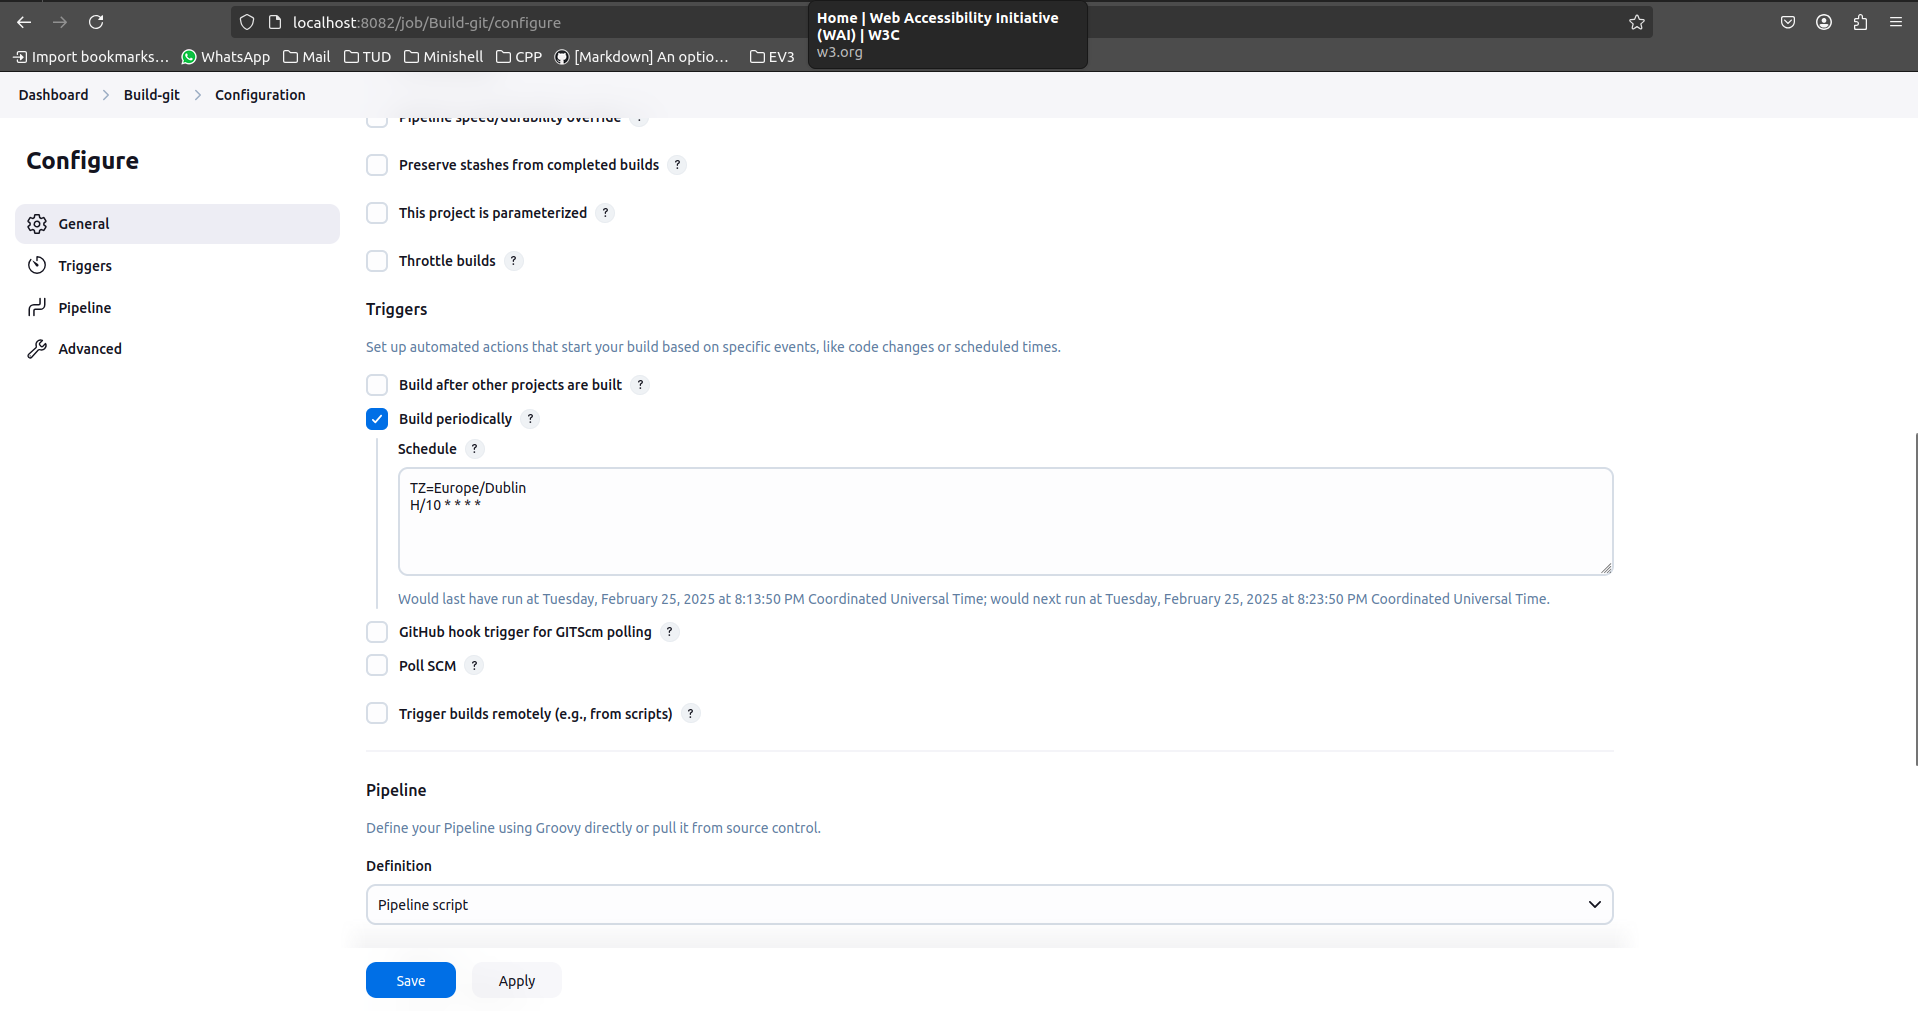 localhost:8082/job/Build-git/configure
Home | Web Accessibility Initiative
(WAI) | W3C
w3.org
Import bookmarks... WhatsApp Mail TUD Minishell CPP [Markdown] An optio... EV3
Dashboard > Build-git > Configuration
Configure
General
Triggers
Pipeline
Advanced
Pipeline speed/durability override ?
Preserve stashes from completed builds ?
This project is parameterized ?
Throttle builds ?
Triggers
Set up automated actions that start your build based on specific events, like code changes or scheduled times.
Build after other projects are built ?
Build periodically ?
Schedule ?
TZ=Europe/Dublin
H/10 * * * *
Would last have run at Tuesday, February 25, 2025 at 8:13:50 PM Coordinated Universal Time; would next run at Tuesday, February 25, 2025 at 8:23:50 PM Coordinated Universal Time.
GitHub hook trigger for GITScm polling ?
Poll SCM ?
Trigger builds remotely (e.g., from scripts) ?
Pipeline
Define your Pipeline using Groovy directly or pull it from source control.
Definition
Pipeline script
Save Apply